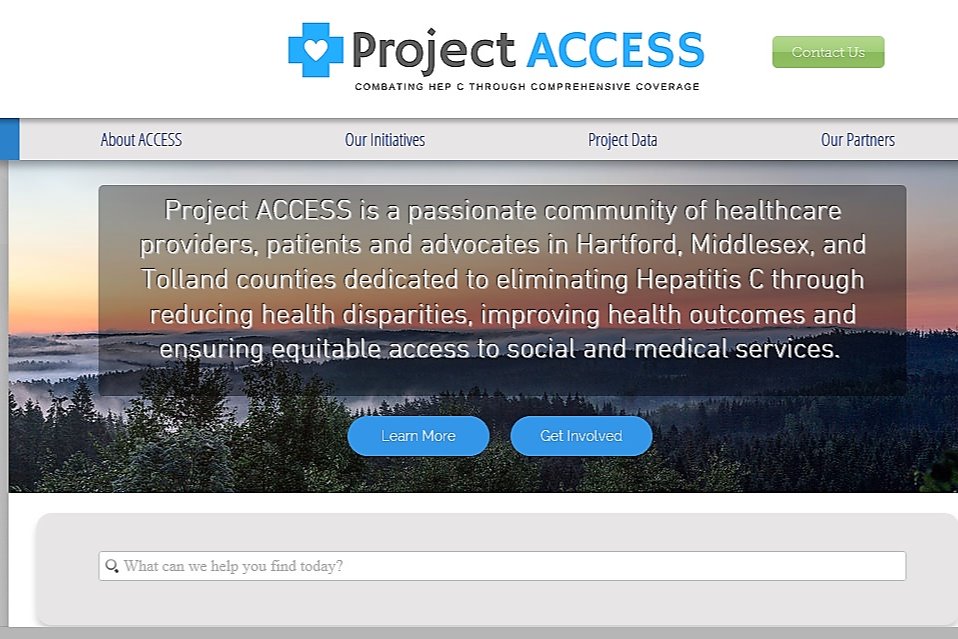 Project ACCESS
COMBATING HEP C THROUGH COMPREHENSIVE COVERAGE
Contact Us
About ACCESS
Our Initiatives
Project Data
Our Partners
Project ACCESS is a passionate community of healthcare
providers, patients and advocates in Hartford, Middlesex, and
Tolland counties dedicated to eliminating Hepatitis C through
reducing health disparities, improving health outcomes and
ensuring equitable access to social and medical services.
Learn More
Get Involved
What can we help you find today?